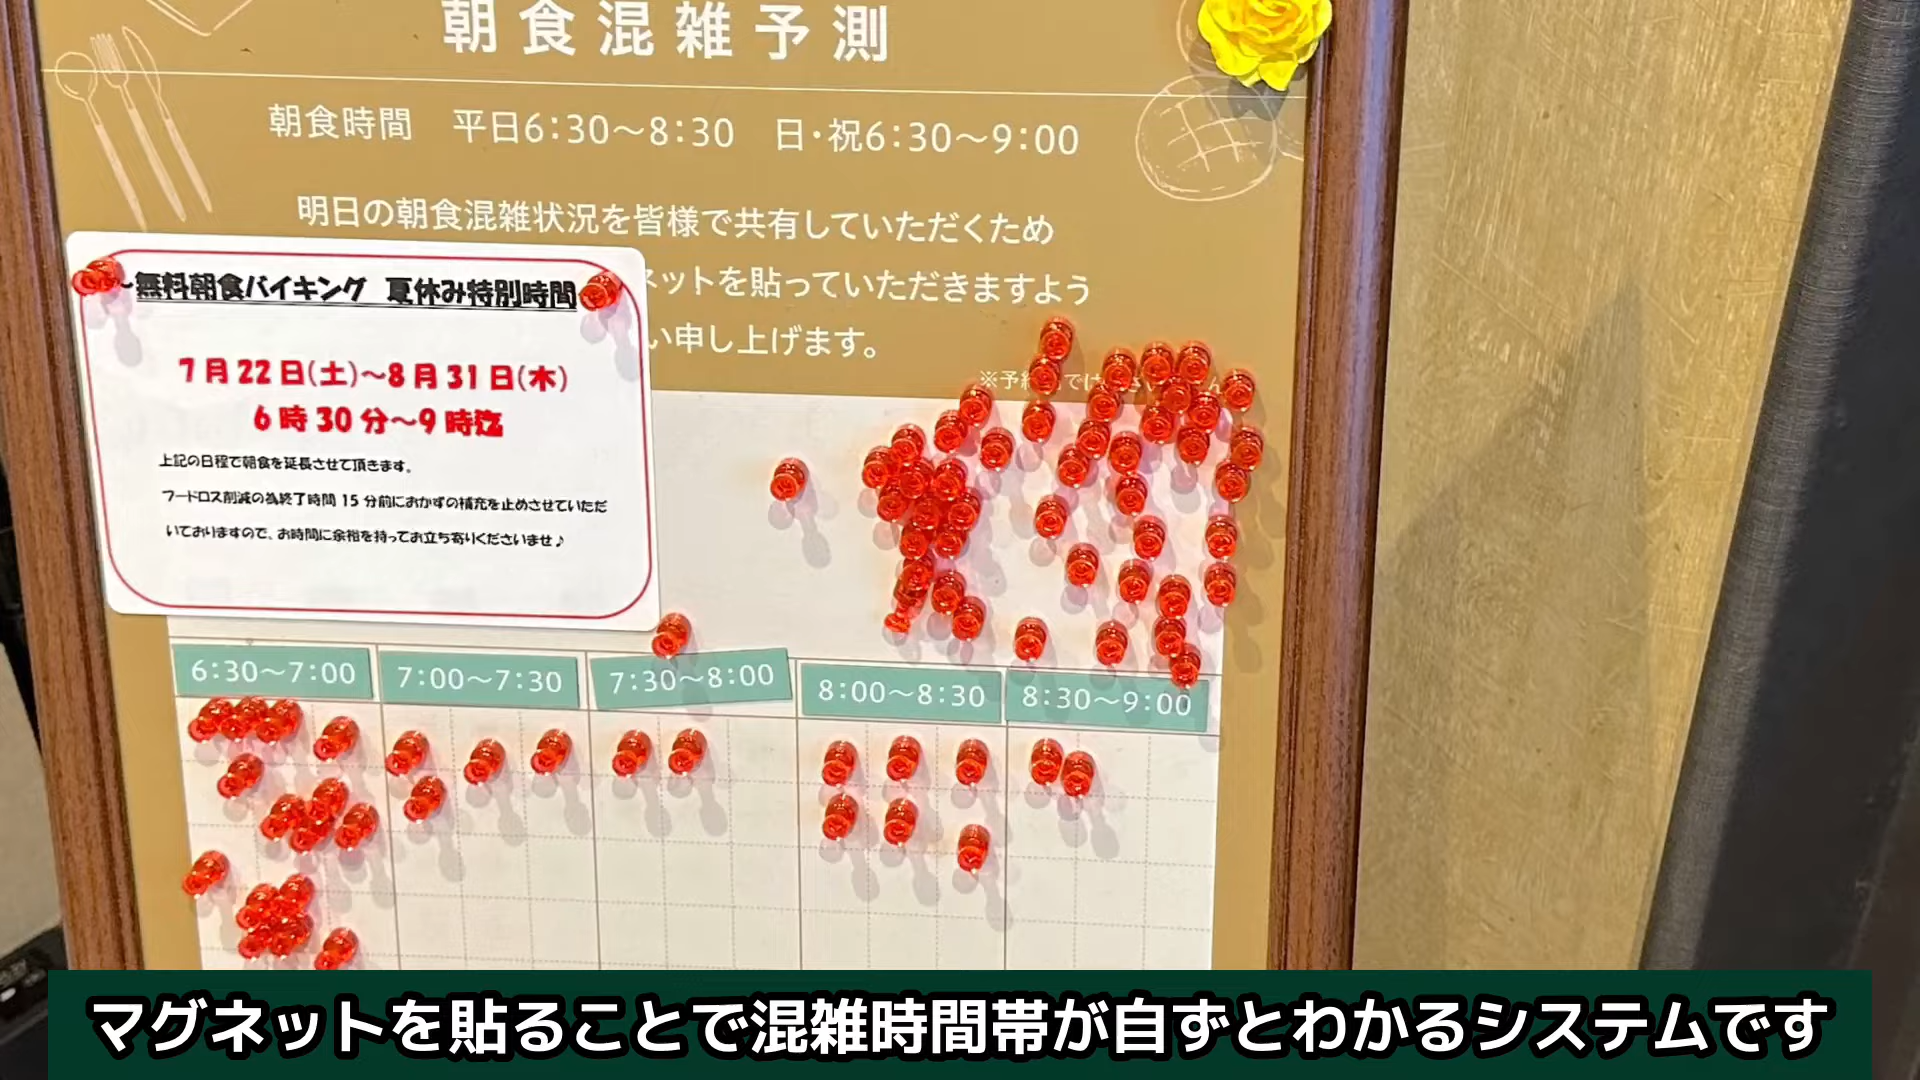 朝食混雑予測
朝食時間 平日6:30〜8:30 日・祝6:30〜9:00
明日の朝食混雑状況を皆様で共有していただくため
ネットを貼っていただきますよう
い申し上げます。
※予約
では
ん
〜無料朝食バイキング 夏休み特別時間
7月22日(土)〜8月31日(木)
6時30分〜9時迄
上記の日程で朝食を延長させて頂きます。
フードロス削減の為終了時間15分前におかずの補充を止めさせていただ
いておりますので、お時間に余裕を持ってお立ち寄りくださいませ♪
6:30〜7:00
7:00〜7:30
7:30〜8:00
8:00〜8:30
8:30〜9:00
マグネットを貼ることで混雑時間帯が自ずとわかるシステムです